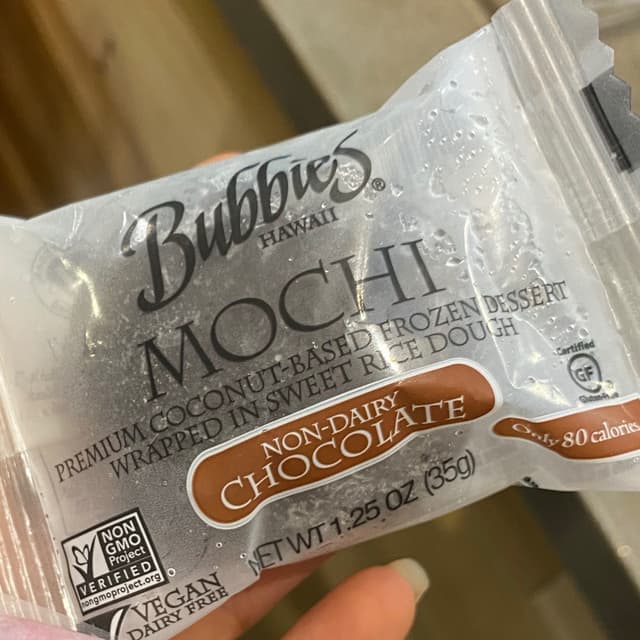 Bubbies®
HAWAII
MOCHI
PREMIUM COCONUT-BASED FROZEN DESSERT
WRAPPED IN SWEET RICE DOUGH
NON-DAIRY
CHOCOLATE
NET WT 1.25 OZ (35g)
Certified
GF
Only 80 calories
NON
GMO
Project
VERIFIED
nongmoproject.org
VEGAN
DAIRY FREE